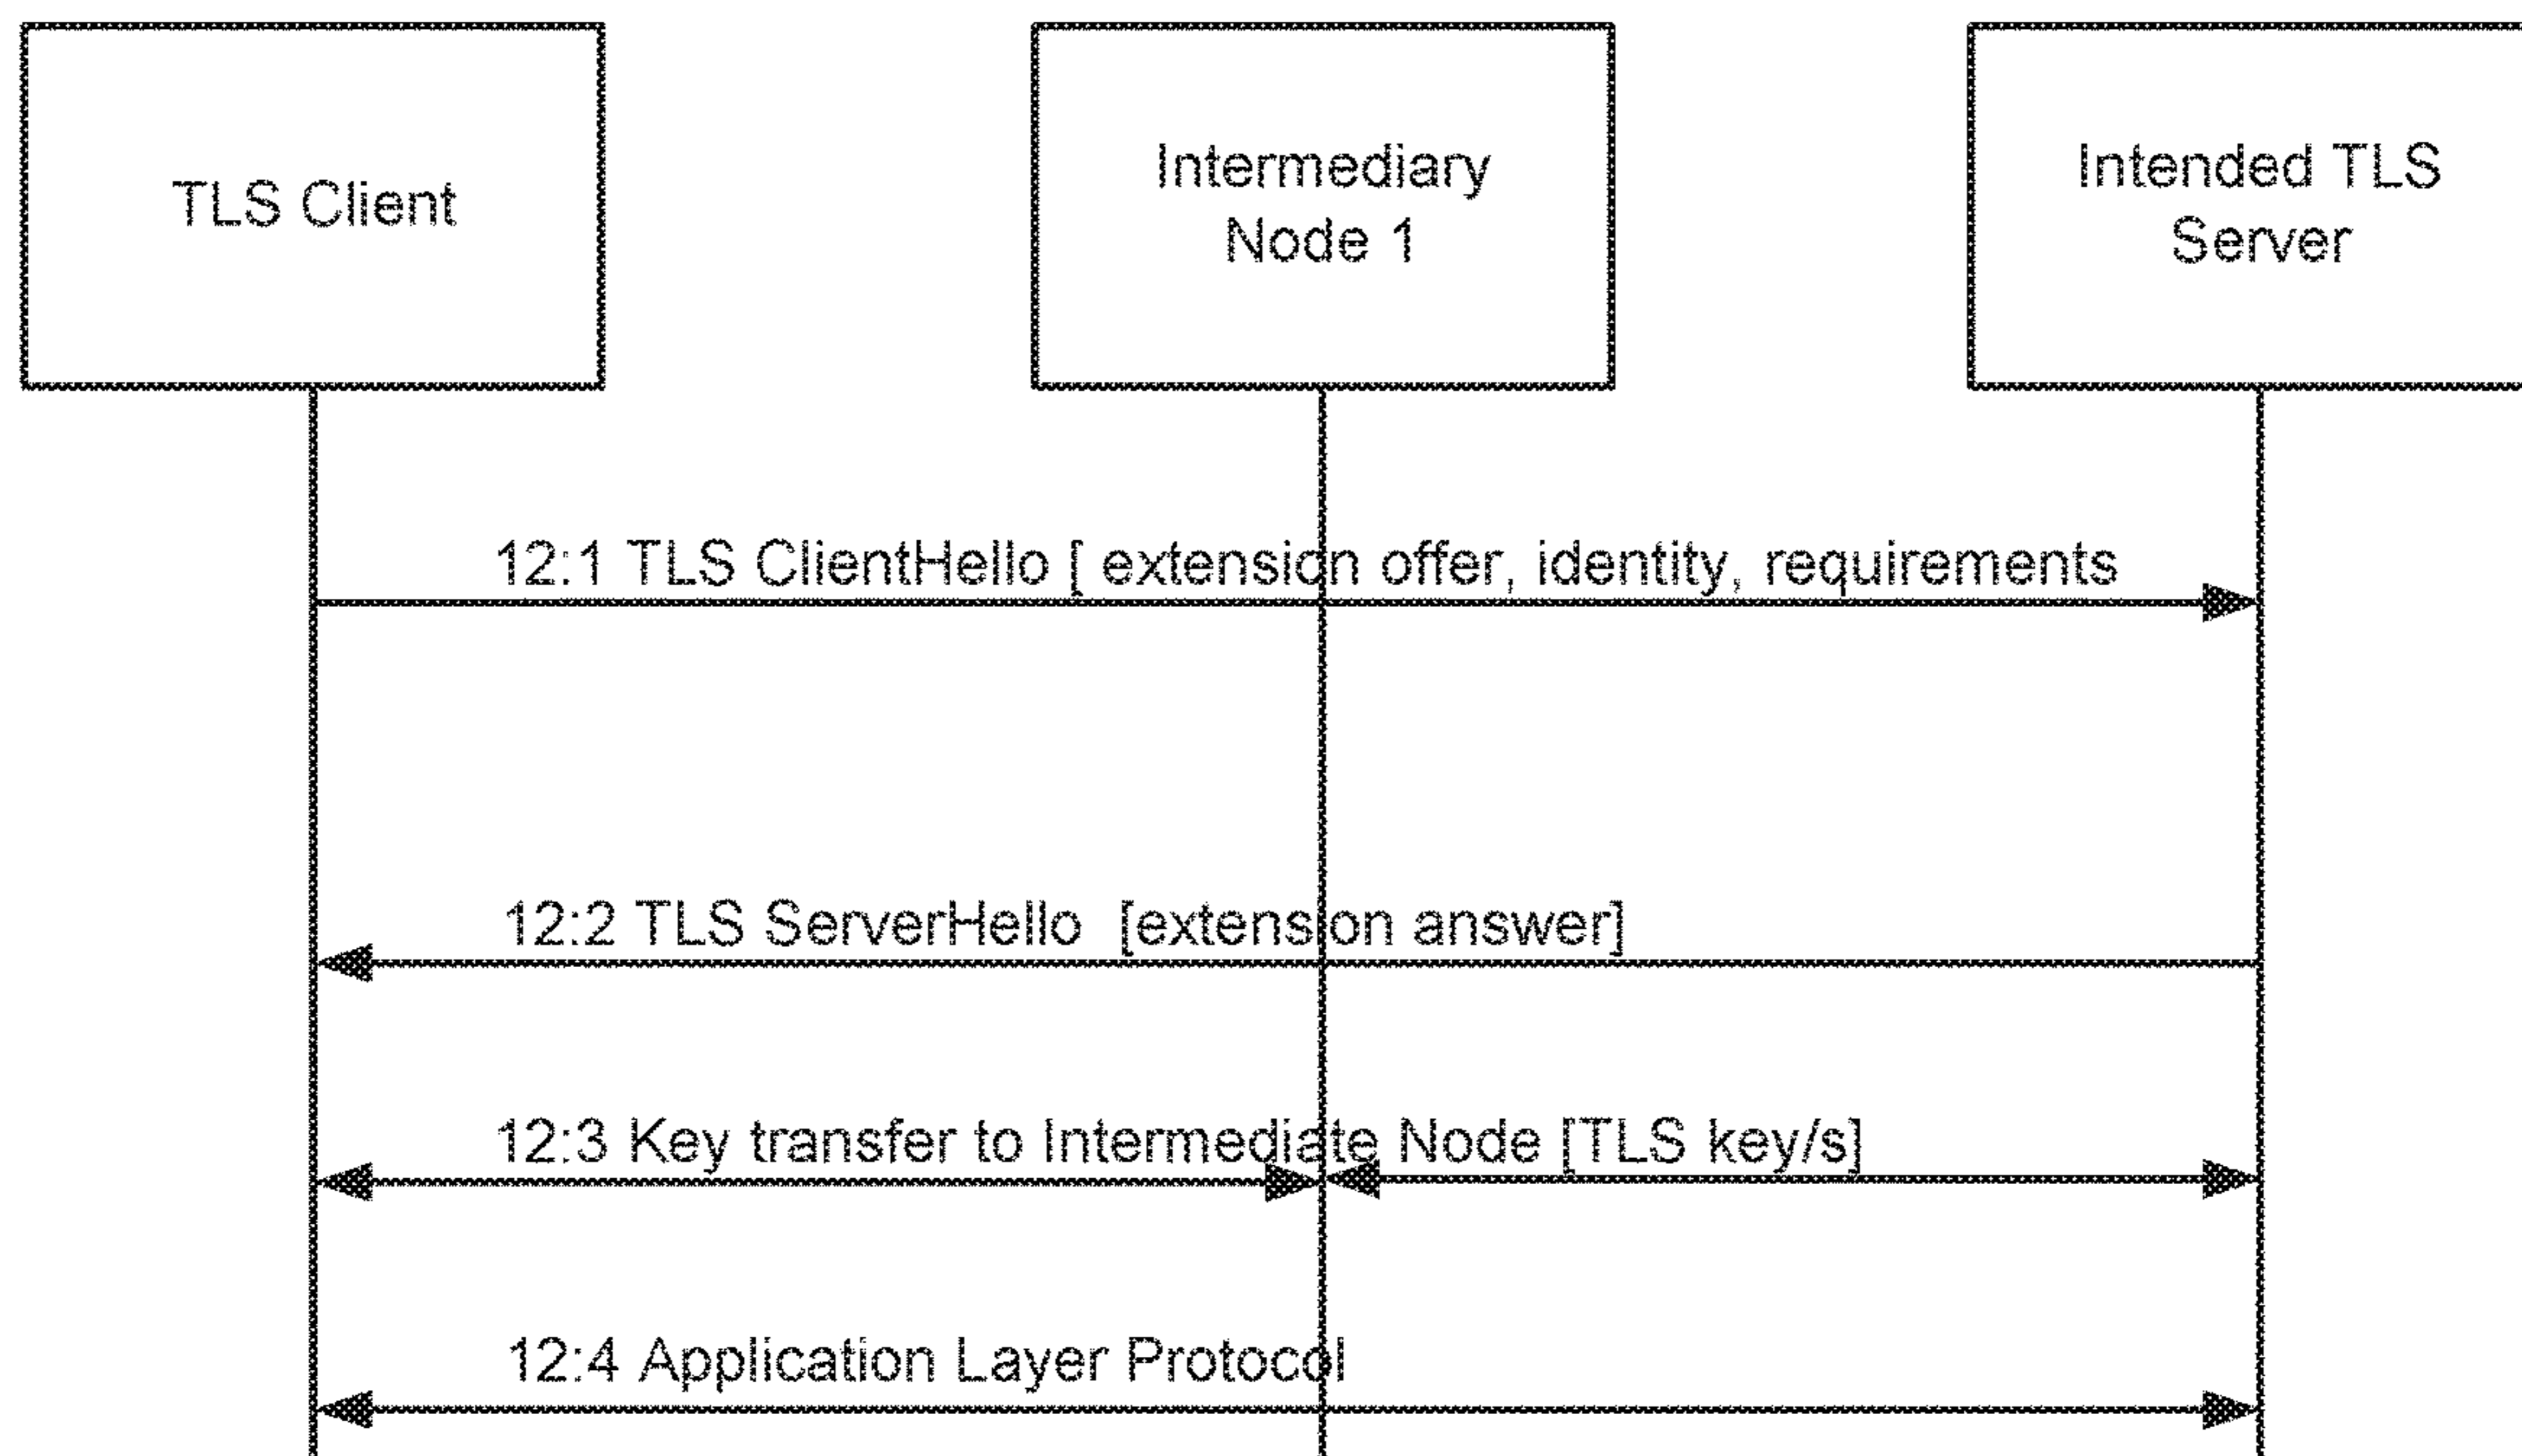 TLS Client
Intermediary
Node 1
Intended TLS
Server
12:1 TLS ClientHello [ extension offer, identity, requirements
12:2 TLS ServerHello [extension answer]
12:3 Key transfer to Intermediate Node [TLS key/s]
12:4 Application Layer Protocol